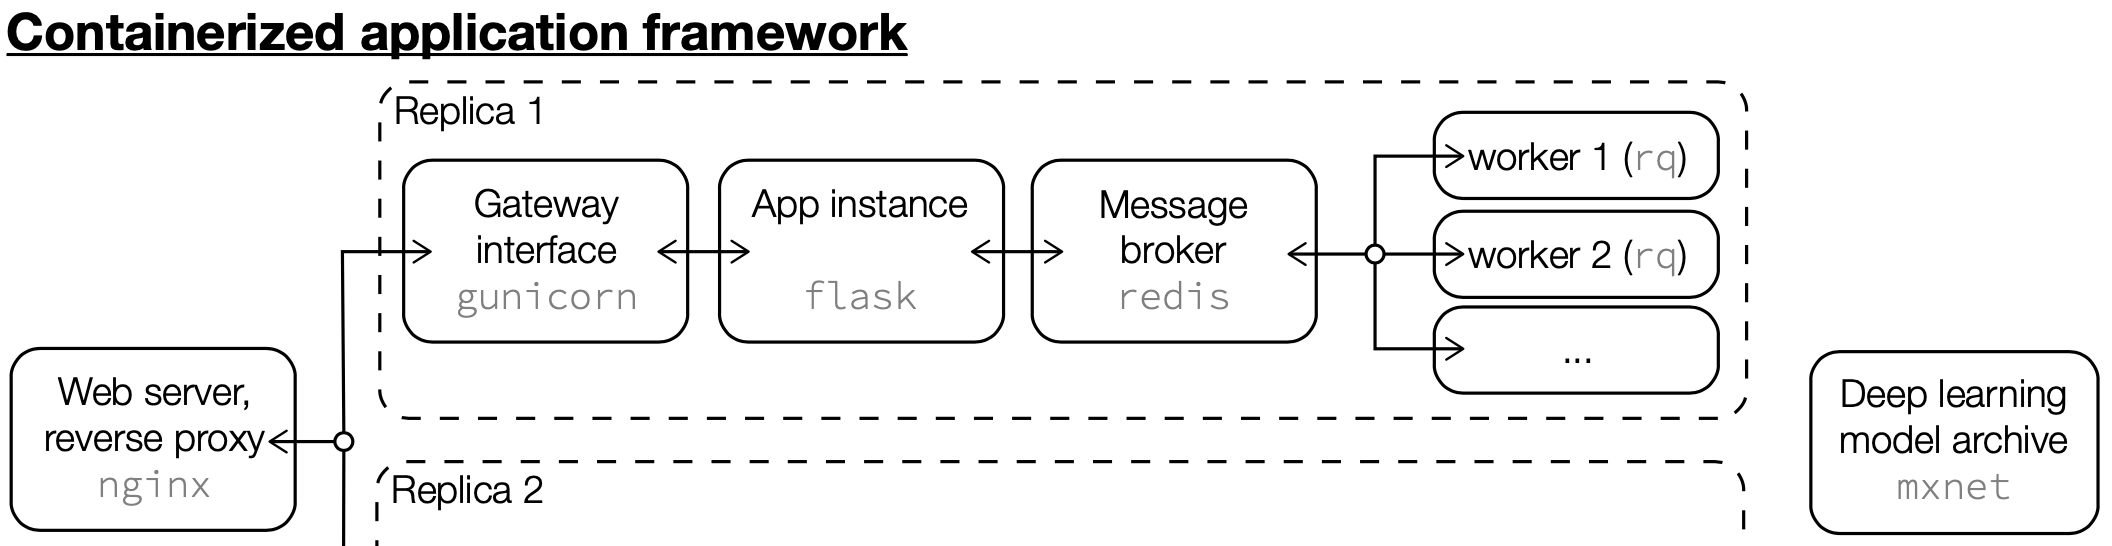 Containerized application framework
Replica 1
Gateway
interface
gunicorn
App instance
flask
Message
broker
redis
worker 1 (rq)
worker 2 (rq)
...
Web server,
reverse proxy
nginx
Deep learning
model archive
mxnet
Replica 2